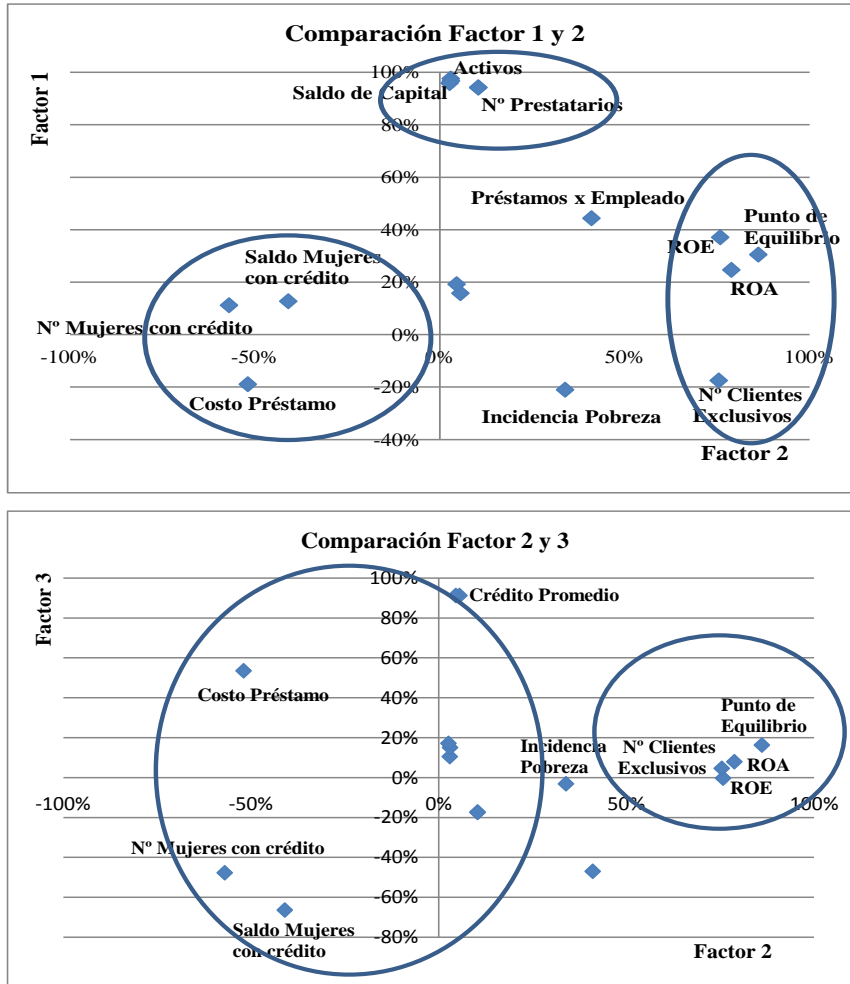 Comparación Factor 1 y 2
Factor 1
100%
80%
60%
40%
20%
0%
-20%
-40%
-100%
-50%
0%
50%
100%
Activos
Saldo de Capital
Nº Prestatarios
Préstamos x Empleado
Punto de
Equilibrio
ROE
ROA
Saldo Mujeres
con crédito
Nº Mujeres con crédito
Costo Préstamo
Incidencia Pobreza
Nº Clientes
Exclusivos
Factor 2
Comparación Factor 2 y 3
Factor 3
100%
80%
60%
40%
20%
0%
-20%
-40%
-60%
-80%
-100%
-50%
0%
50%
100%
Crédito Promedio
Costo Préstamo
Punto de
Equilibrio
Incidencia
Pobreza
Nº Clientes
Exclusivos
ROA
ROE
Nº Mujeres con crédito
Saldo Mujeres
con crédito
Factor 2